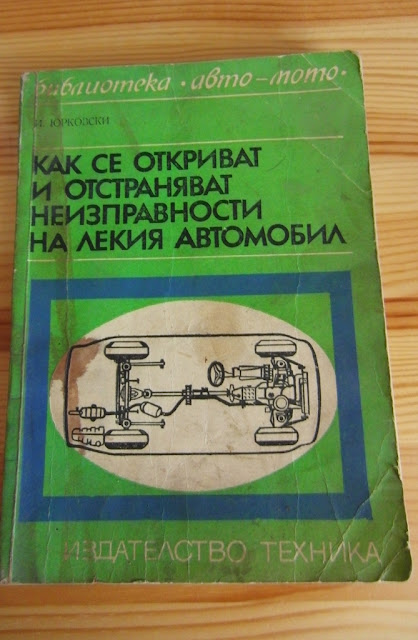 библиотека · авто-мото ·
И. ЮРКОВСКИ
КАК СЕ ОТКРИВАТ
И ОТСТРАНЯВАТ
НЕИЗПРАВНОСТИ
НА ЛЕКИЯ АВТОМОБИЛ
ИЗДАТЕЛСТВО ТЕХНИКА